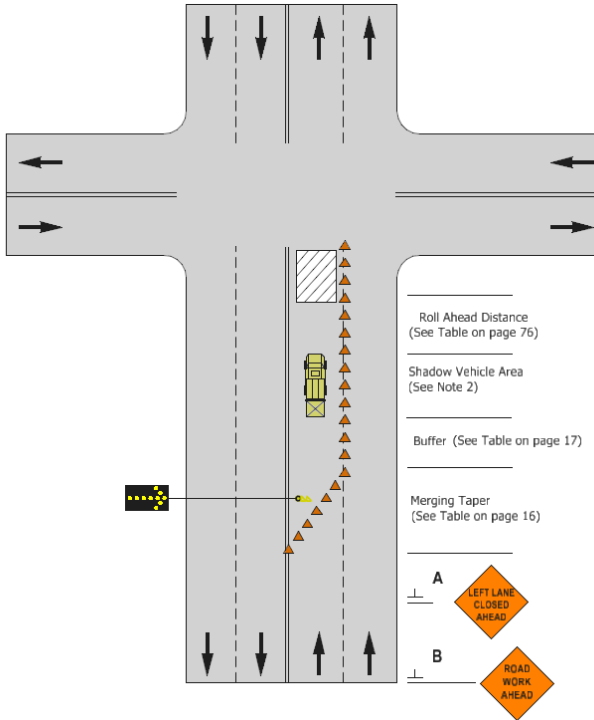 Roll Ahead Distance
(See Table on page 76)
Shadow Vehicle Area
(See Note 2)
Buffer (See Table on page 17)
Merging Taper
(See Table on page 16)
A
LEFT LANE
CLOSED
AHEAD
B
ROAD
WORK
AHEAD